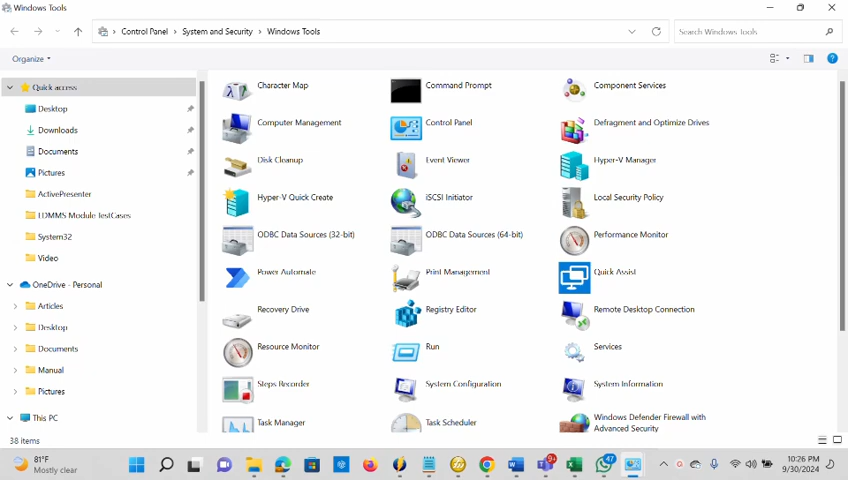 Windows Tools
Control Panel System and Security Windows Tools
Search Windows Tools
Organize
Quick access
Desktop
Downloads
Documents
Pictures
ActivePresenter
LDMMS Module TestCases
System32
Video
OneDrive - Personal
Articles
Desktop
Documents
Manual
Pictures
This PC
Character Map
Command Prompt
Component Services
Computer Management
Control Panel
Defragment and Optimize Drives
Disk Cleanup
Event Viewer
Hyper-V Manager
Hyper-V Quick Create
iSCSI Initiator
Local Security Policy
ODBC Data Sources (32-bit)
ODBC Data Sources (64-bit)
Performance Monitor
Power Automate
Print Management
Quick Assist
Recovery Drive
Registry Editor
Remote Desktop Connection
Resource Monitor
Run
Services
Steps Recorder
System Configuration
System Information
Task Manager
Task Scheduler
Windows Defender Firewall with
Advanced Security
38 items
81°F
Mostly clear
9+
47
10:26 PM
9/30/2024